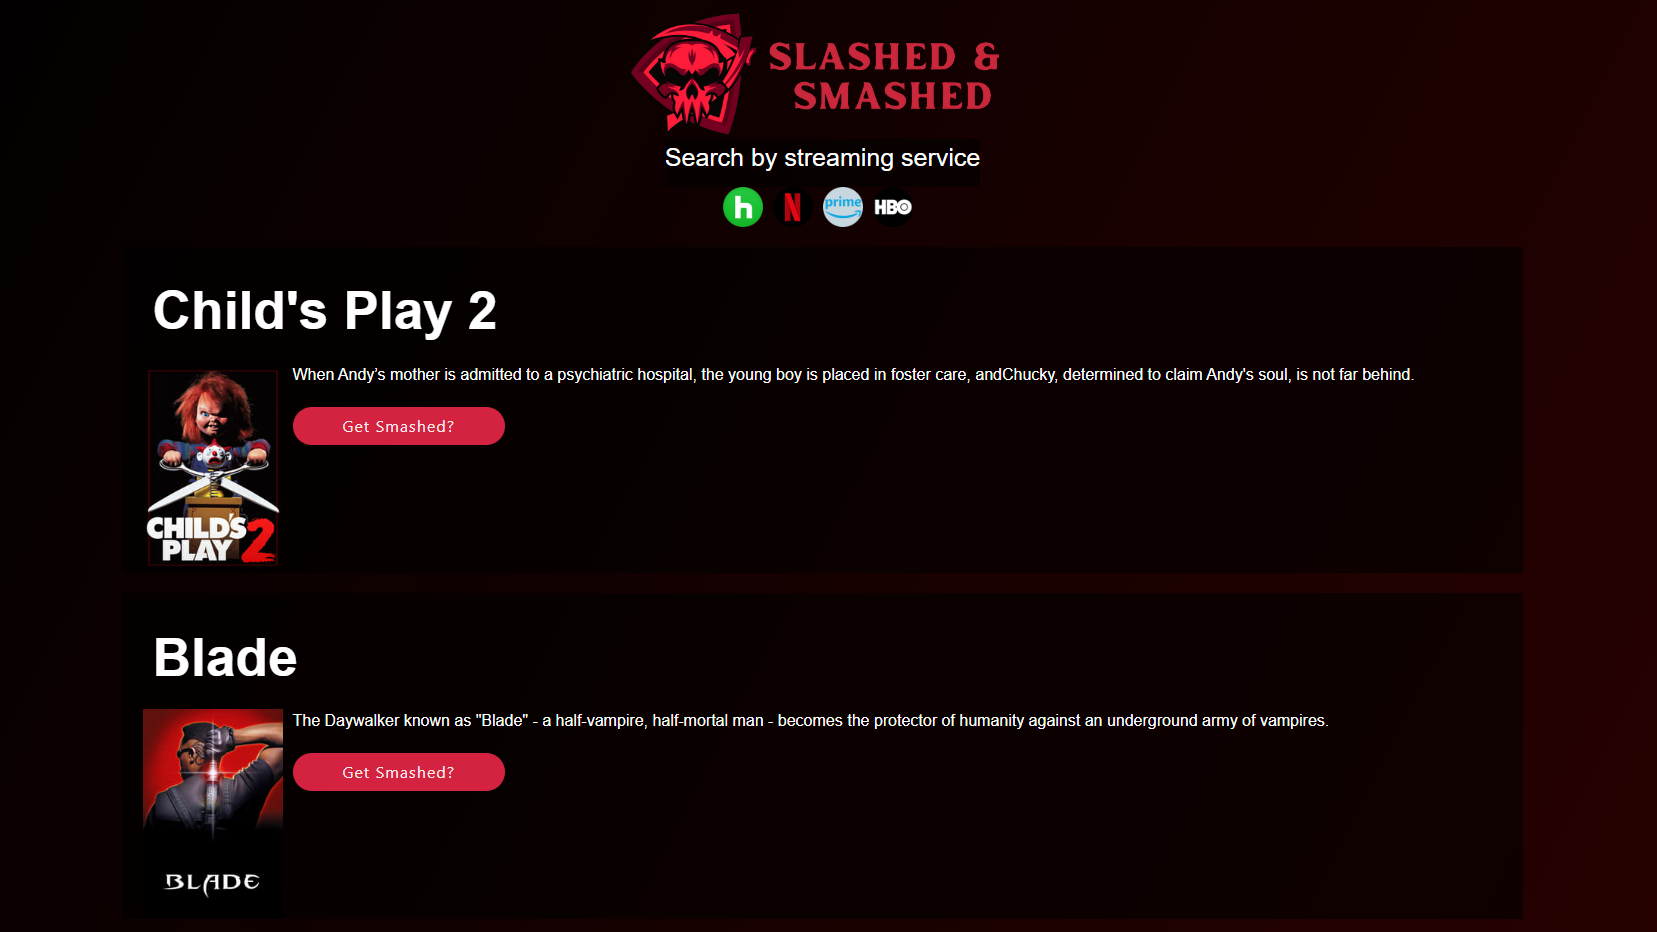 SLASHED &
SMASHED
Search by streaming service
h
N
prime
HBO
Child's Play 2
When Andy’s mother is admitted to a psychiatric hospital, the young boy is placed in foster care, andChucky, determined to claim Andy's soul, is not far behind.
Get Smashed?
CHILD'S
PLAY 2
Blade
The Daywalker known as "Blade" - a half-vampire, half-mortal man - becomes the protector of humanity against an underground army of vampires.
Get Smashed?
BLADE